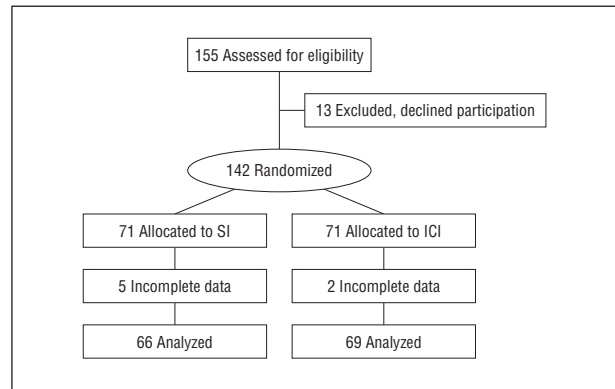 155 Assessed for eligibility
13 Excluded, declined participation
142 Randomized
71 Allocated to SI
71 Allocated to ICI
5 Incomplete data
2 Incomplete data
66 Analyzed
69 Analyzed